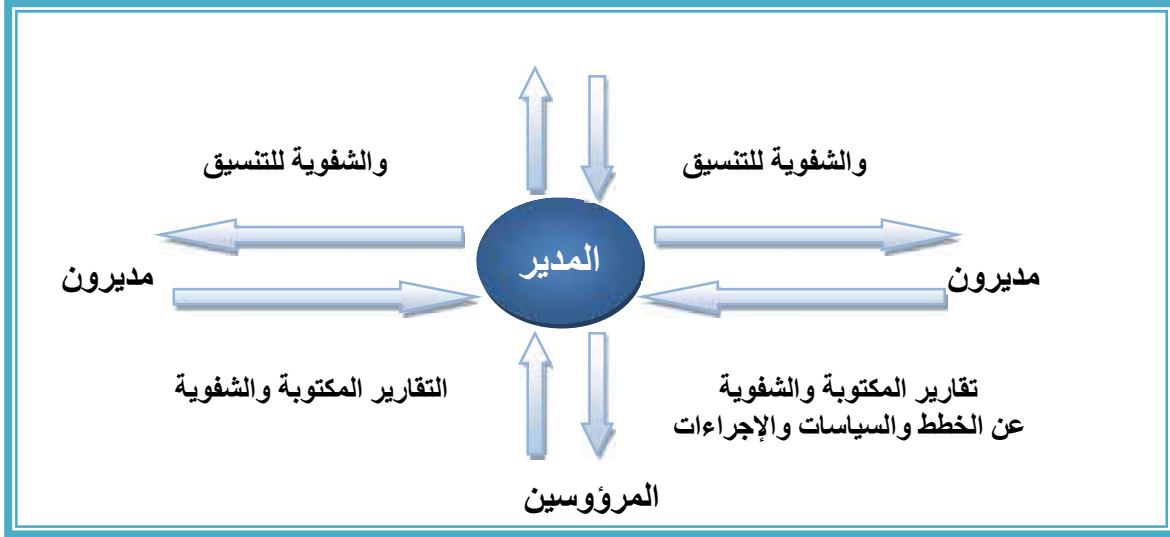 والشفوية للتنسيق
والشفوية للتنسيق
المدير
مديرون
مديرون
تقارير المكتوبة والشفوية
عن الخطط والسياسات والإجراءات
التقارير المكتوبة والشفوية
المرؤوسين